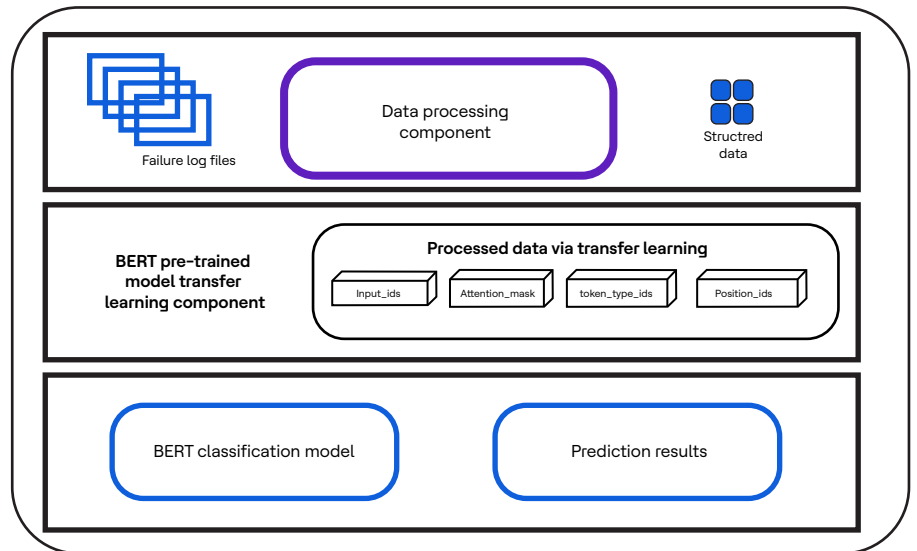 Data processing
component
Failure log files
Structred
data
BERT pre-trained
model transfer
learning component
Processed data via transfer learning
Input_ids
Attention_mask
token_type_ids
Position_ids
BERT classification model
Prediction results